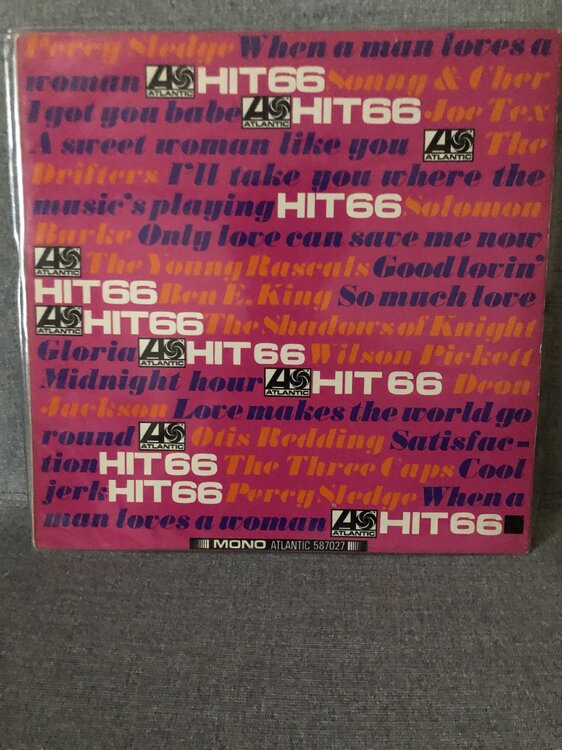 Percy Sledge When a man loves a
woman ATLANTIC HIT66 Sonny & Cher
I got you babe ATLANTIC HIT66 Joe Tex
A sweet woman like you ATLANTIC The
Drifters I'll take you where the
music's playing HIT66 Solomon
Burke Only love can save me now
ATLANTIC The Young Rascals Good lovin'
HIT66 Ben E. King So much love
ATLANTIC HIT66 The Shadows of Knight
Gloria ATLANTIC HIT66 Wilson Pickett
Midnight hour ATLANTIC HIT 66 Deon
Jackson Love makes the world go
round ATLANTIC Otis Redding Satisfac-
tion HIT66 The Three Caps Cool
jerk HIT66 Percy Sledge When a
man loves a woman ATLANTIC HIT66
MONO ATLANTIC 587027